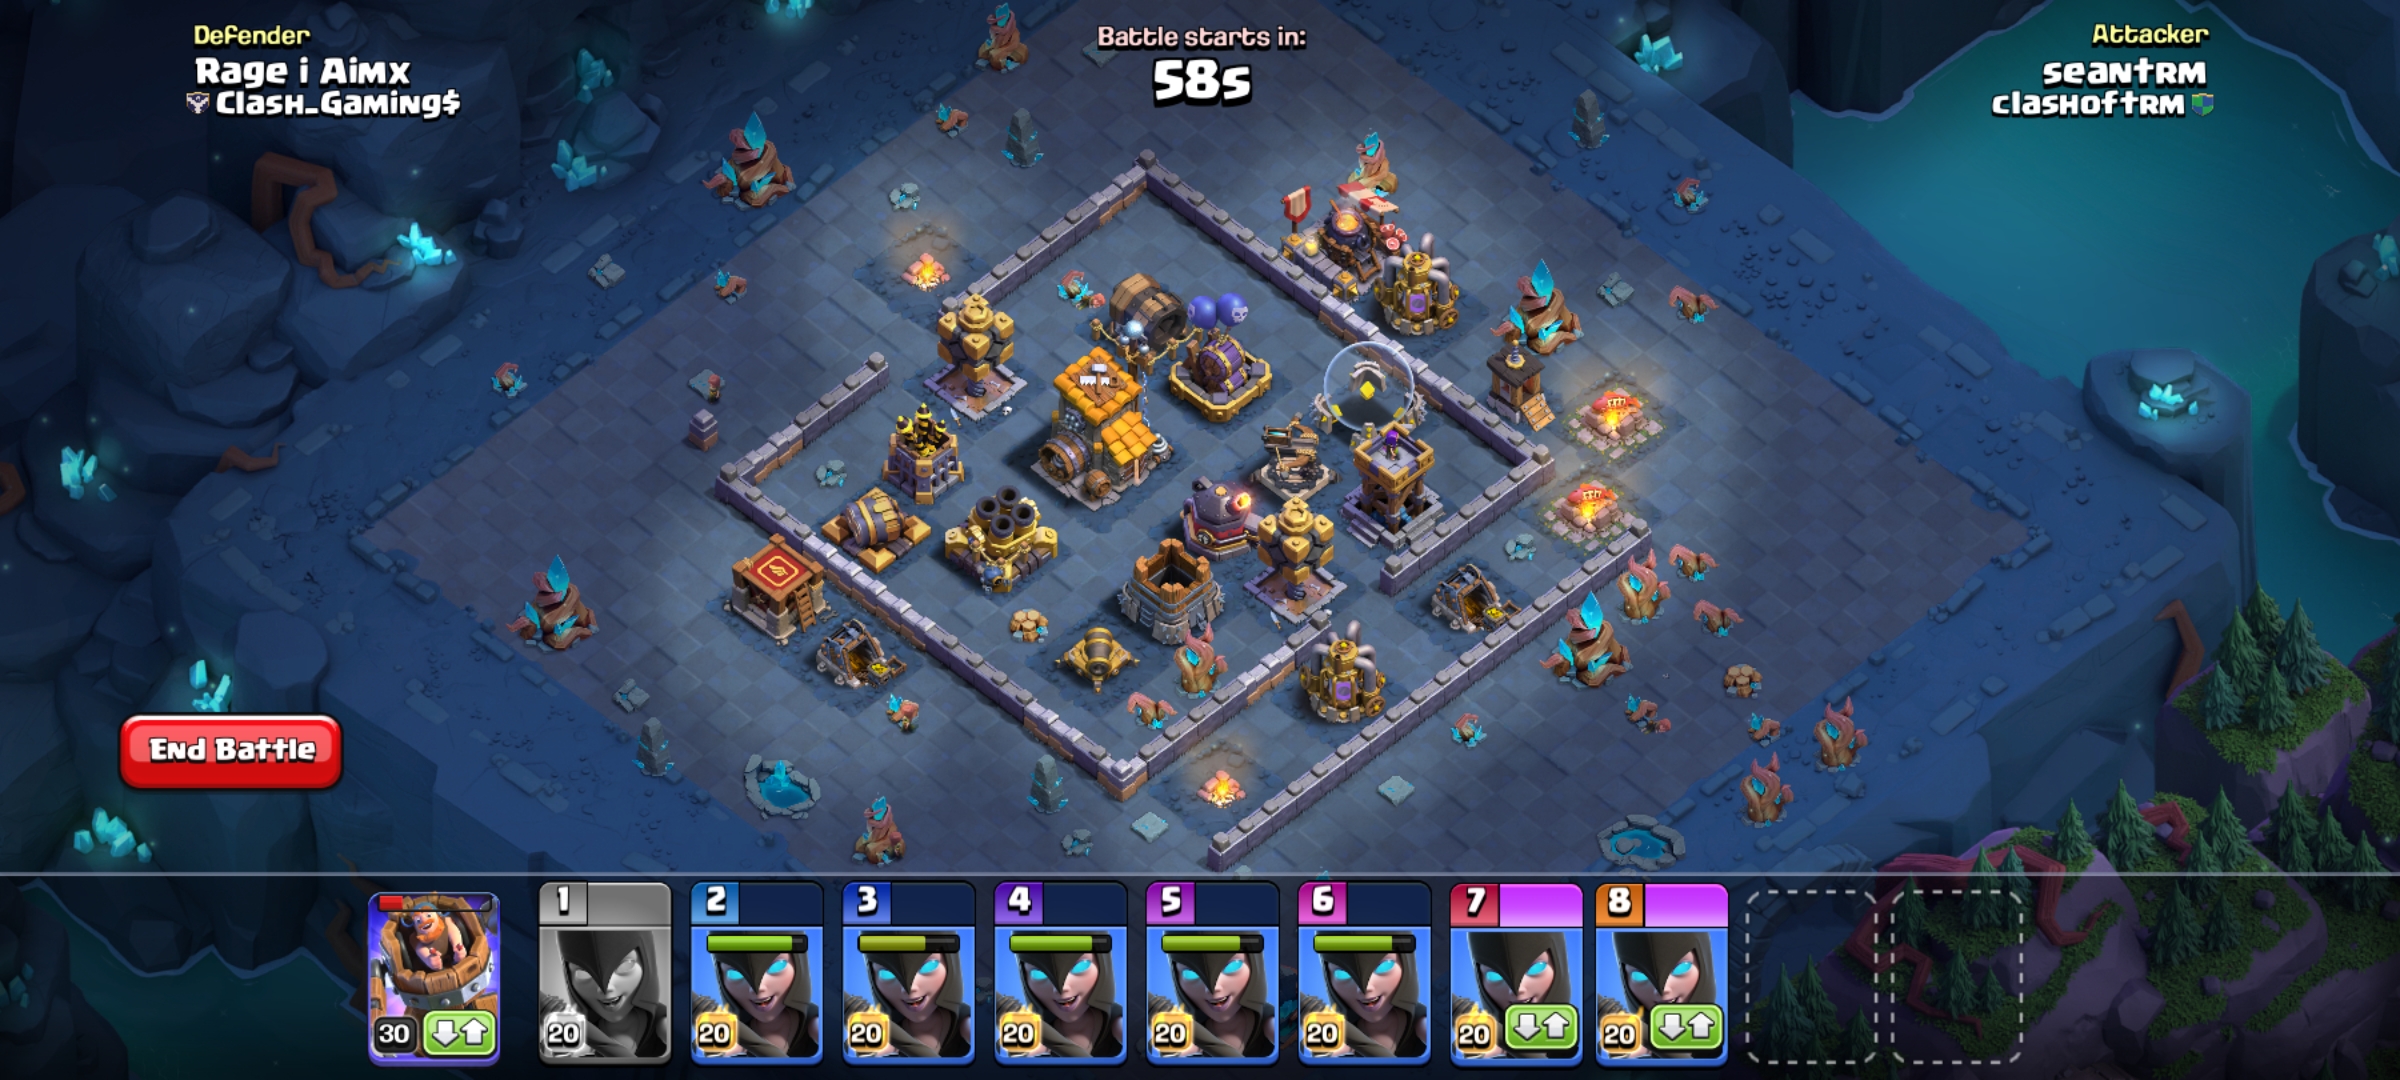 Defender
Rage i Aimx
Clash_Gaming$
Battle starts in:
58s
Attacker
seantRM
clashoftRM
End Battle
30
1
20
2
20
3
20
4
20
5
20
6
20
7
20
8
20